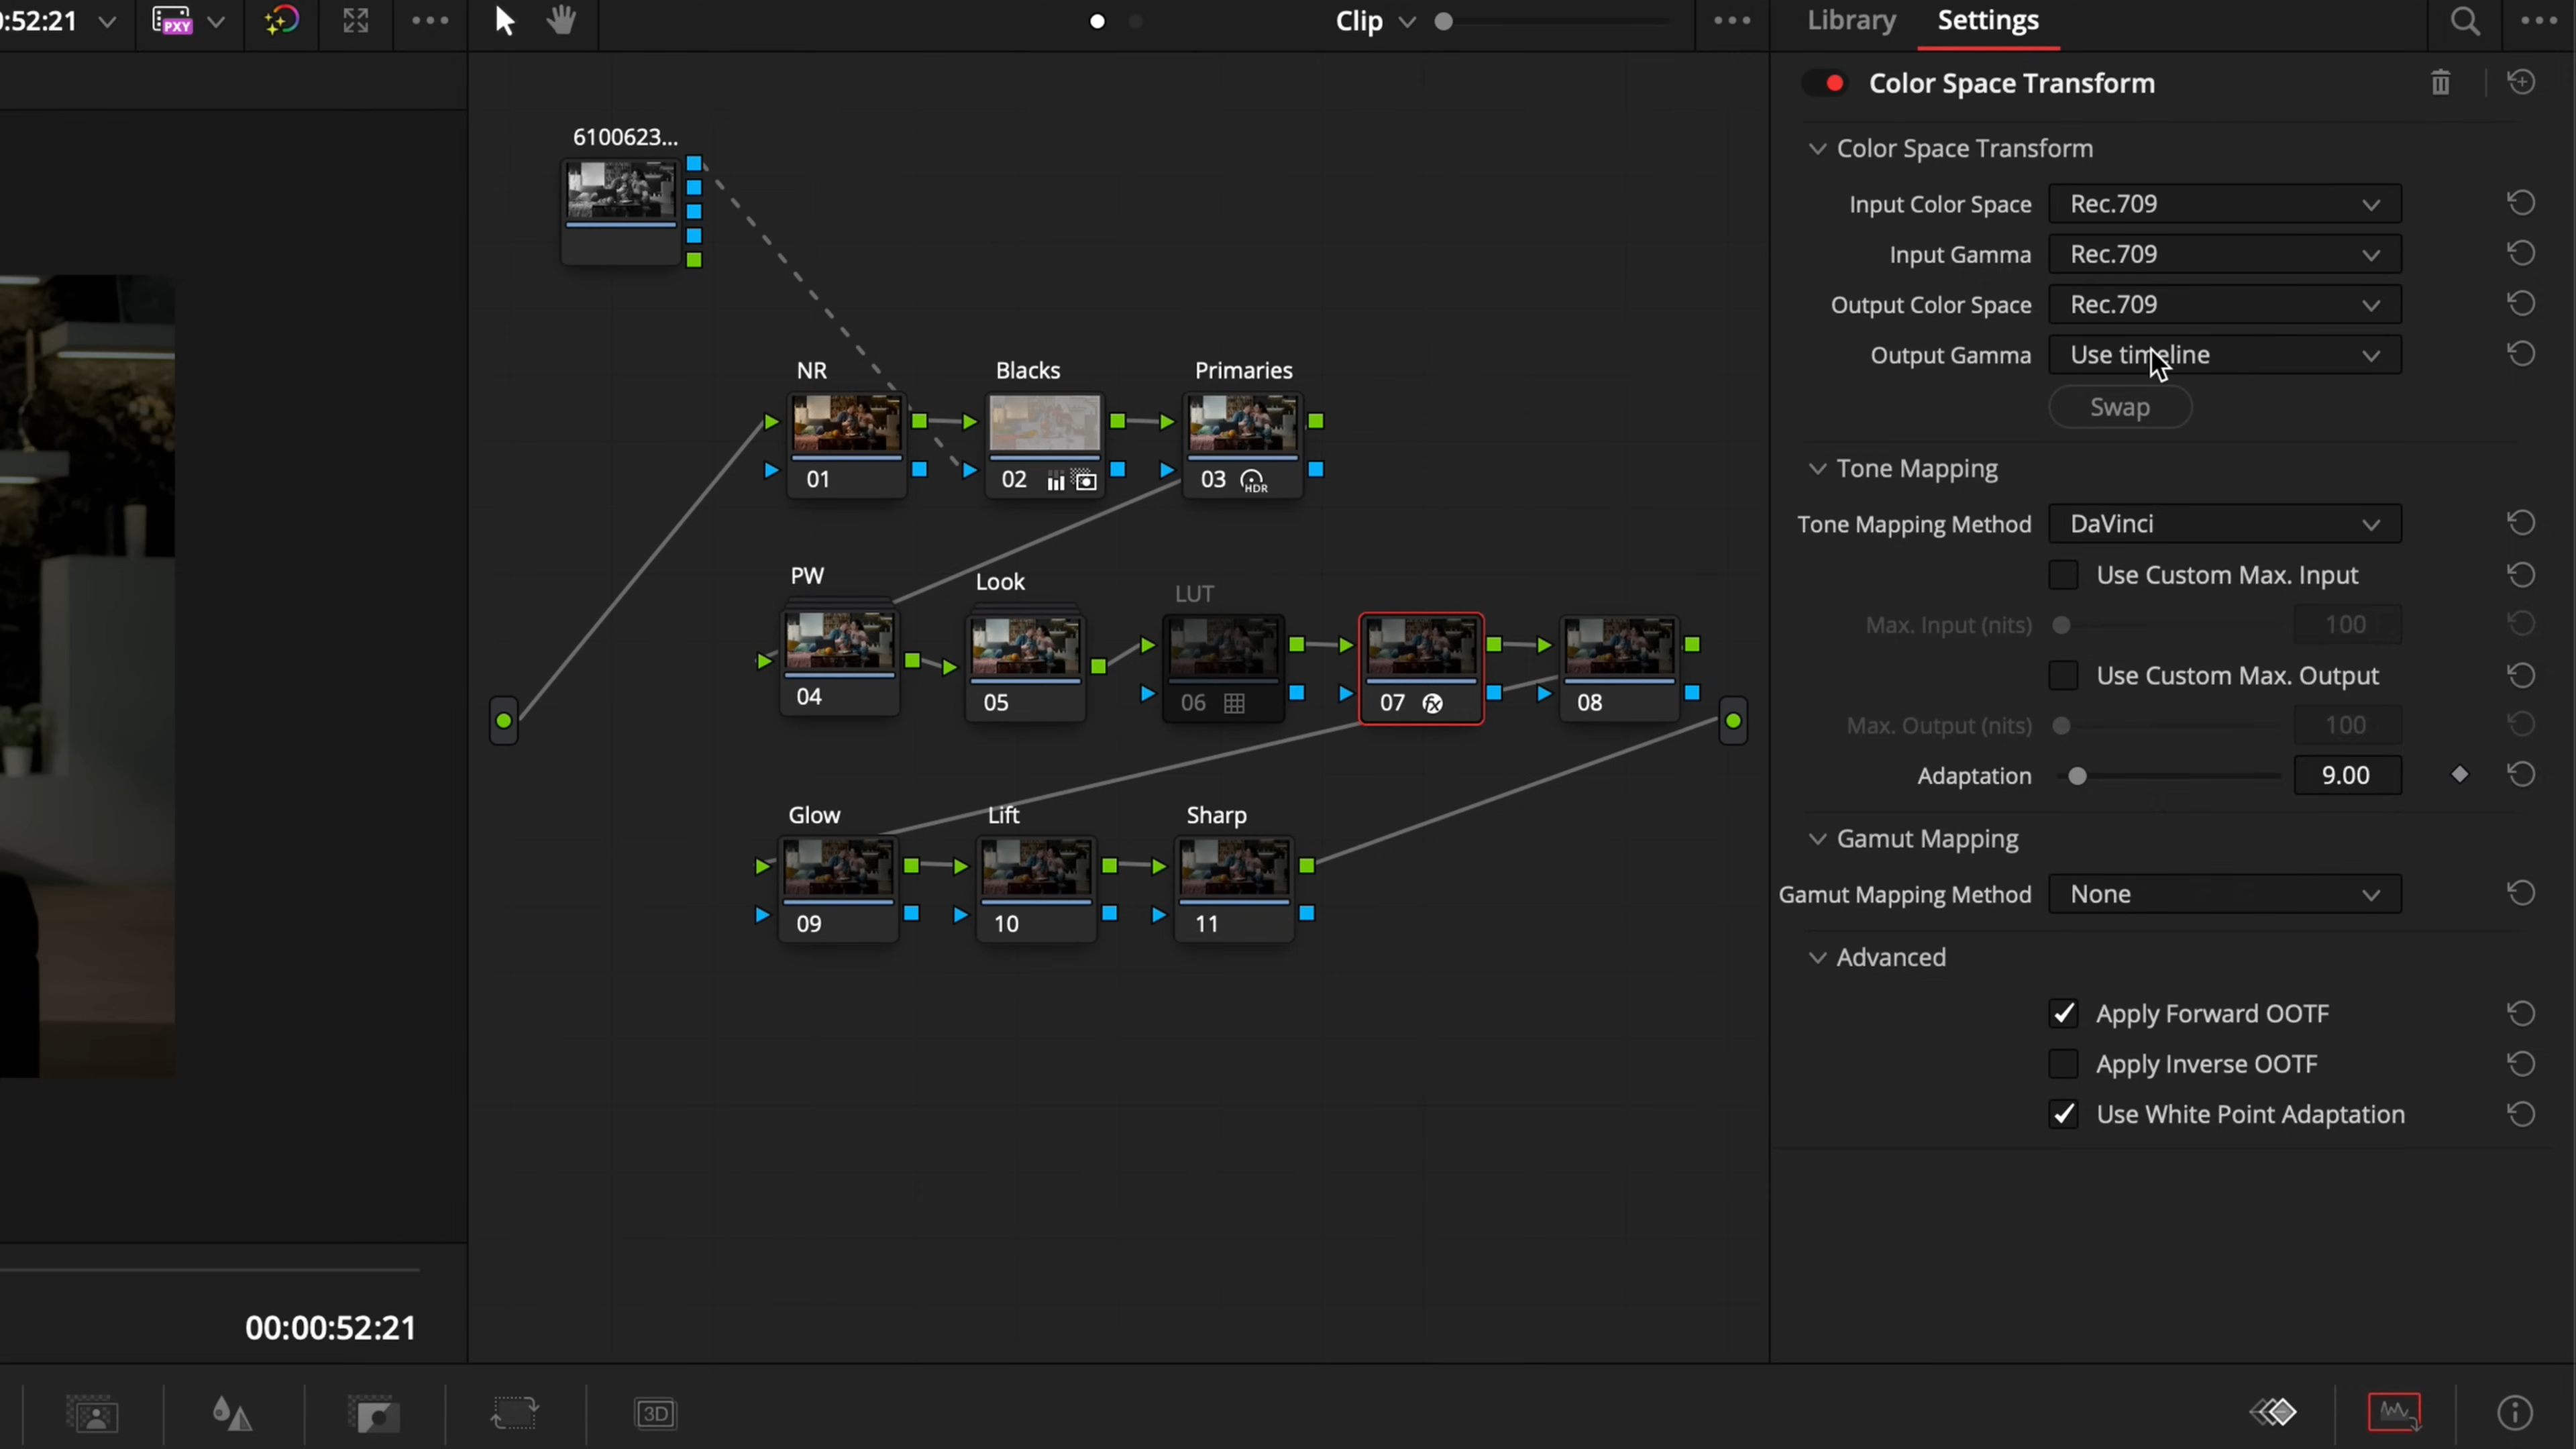 :52:21
PXY
Clip
Library
Settings
Color Space Transform
Color Space Transform
Input Color Space
Rec.709
Input Gamma
Rec.709
Output Color Space
Rec.709
Output Gamma
Use timeline
Swap
Tone Mapping
Tone Mapping Method
DaVinci
Use Custom Max. Input
Max. Input (nits)
100
Use Custom Max. Output
Max. Output (nits)
100
Adaptation
9.00
Gamut Mapping
Gamut Mapping Method
None
Advanced
Apply Forward OOTF
Apply Inverse OOTF
Use White Point Adaptation
6100623...
NR
Blacks
Primaries
01
02
03
HDR
PW
Look
LUT
04
05
06
07
fx
08
Glow
Lift
Sharp
09
10
11
00:00:52:21
3D